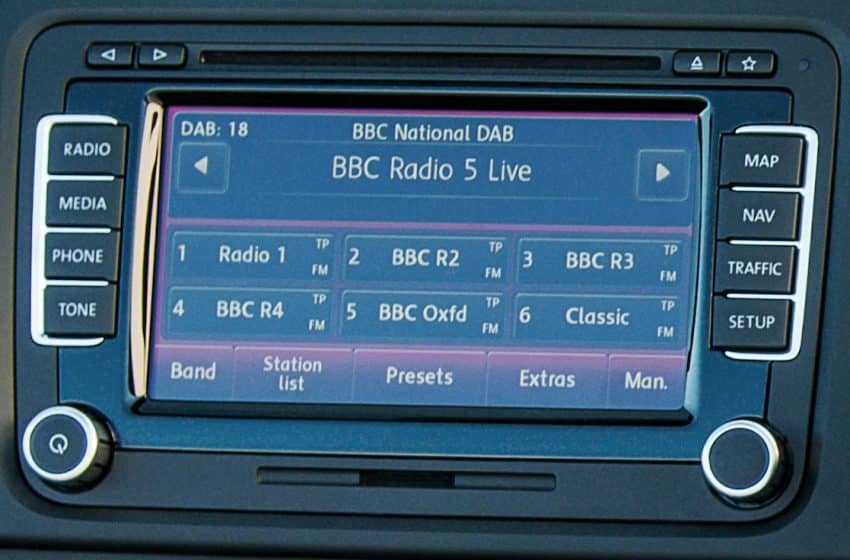 RADIO
MEDIA
PHONE
TONE
DAB: 18 BBC National DAB
BBC Radio 5 Live
1 Radio 1 TP FM
2 BBC R2 TP FM
3 BBC R3 TP FM
4 BBC R4 TP FM
5 BBC Oxfd TP FM
6 Classic TP FM
Band
Station
list
Presets
Extras
Man.
MAP
NAV
TRAFFIC
SETUP